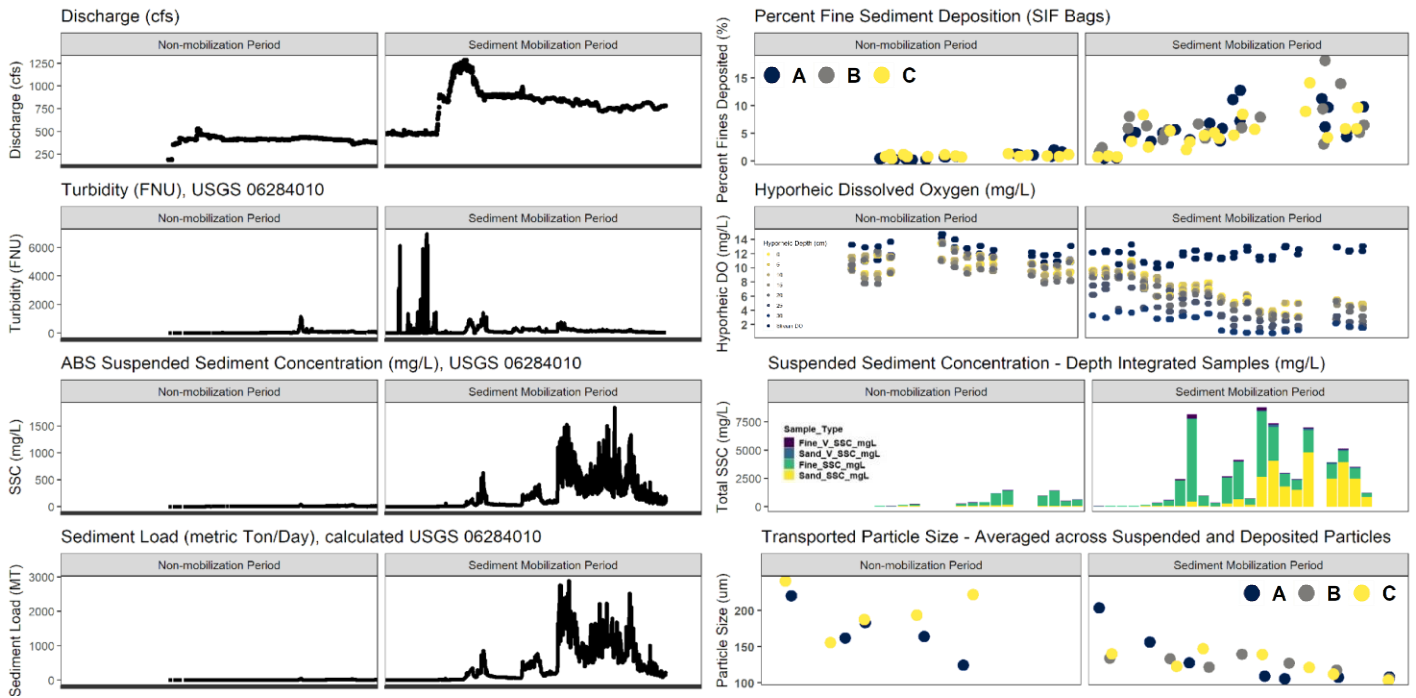 Discharge (cfs)
Non-mobilization Period
Sediment Mobilization Period
Discharge (cfs)
1250
1000
750
500
250
Turbidity (FNU), USGS 06284010
Non-mobilization Period
Sediment Mobilization Period
Turbidity (FNU)
6000
4000
2000
0
ABS Suspended Sediment Concentration (mg/L), USGS 06284010
Non-mobilization Period
Sediment Mobilization Period
SSC (mg/L)
1500
1000
500
0
Sediment Load (metric Ton/Day), calculated USGS 06284010
Non-mobilization Period
Sediment Mobilization Period
Sediment Load (MT)
3000
2000
1000
0
Percent Fine Sediment Deposition (SIF Bags)
Non-mobilization Period
Sediment Mobilization Period
Percent Fines Deposited (%)
15
10
5
0
A B C
Hyporheic Dissolved Oxygen (mg/L)
Non-mobilization Period
Sediment Mobilization Period
Hyporheic DO (mg/L)
14
12
10
8
6
4
2
Hyporheic Depth (cm)
0
5
10
15
20
25
30
Stream DO
Suspended Sediment Concentration - Depth Integrated Samples (mg/L)
Non-mobilization Period
Sediment Mobilization Period
Total SSC (mg/L)
7500
5000
2500
0
Sample_Type
Fine_V_SSC_mgL
Sand_V_SSC_mgL
Fine_SSC_mgL
Sand_SSC_mgL
Transported Particle Size - Averaged across Suspended and Deposited Particles
Non-mobilization Period
Sediment Mobilization Period
Particle Size (um)
200
150
100
A B C